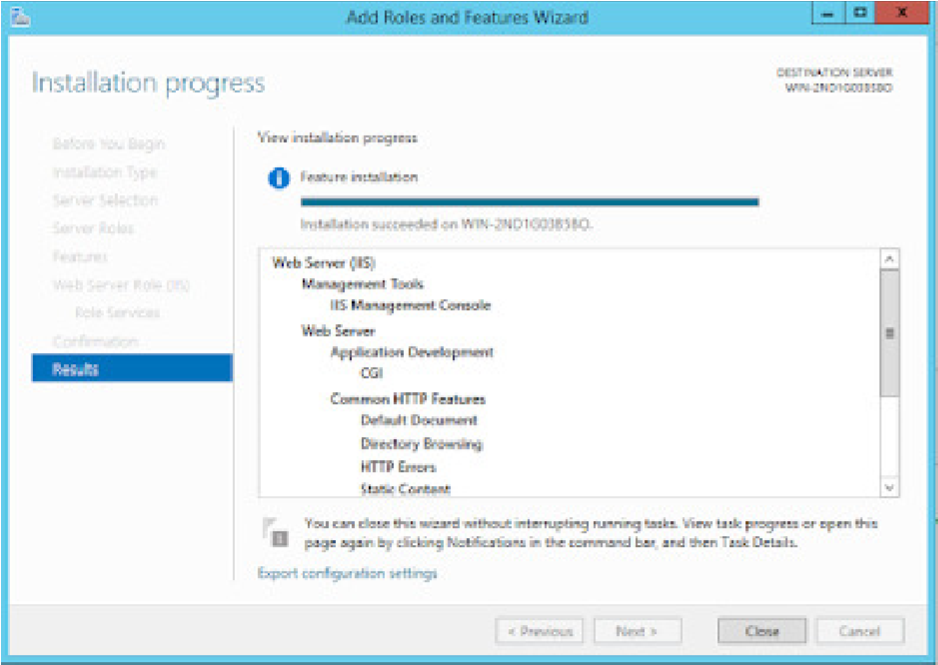 Add Roles and Features Wizard
Installation progress
DESTINATION SERVER
Before You Begin
Installation Type
Server Selection
Server Roles
Features
Web Server Role (IIS)
Role Services
Confirmation
Results
View installation progress
Feature installation
Installation succeeded on
Web Server (IIS)
Management Tools
IIS Management Console
Web Server
Application Development
CGI
Common HTTP Features
Default Document
Directory Browsing
HTTP Errors
Static Content
You can close this wizard without interrupting running tasks. View task progress or open this
page again by clicking Notifications in the command bar, and then Task Details.
Export configuration settings
< Previous
Next >
Close
Cancel